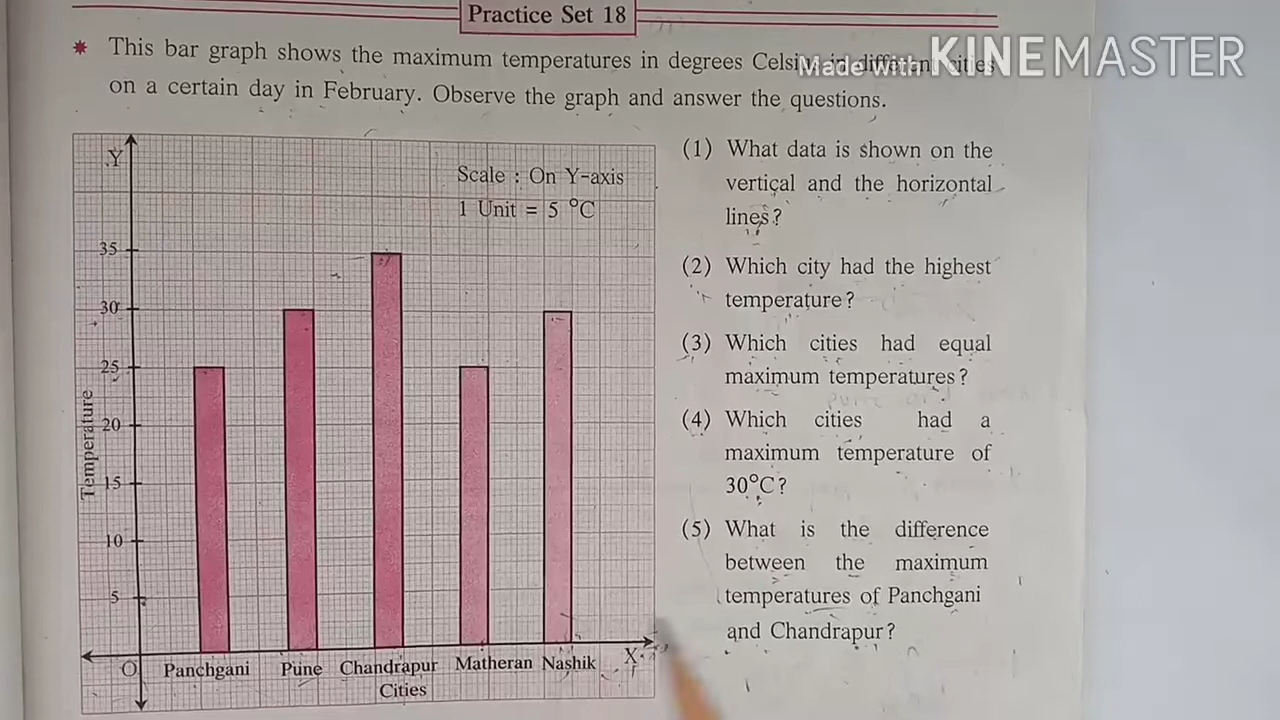 Practice Set 18
* This bar graph shows the maximum temperatures in degrees Celsius in different cities
Made with KINEMASTER
on a certain day in February. Observe the graph and answer the questions.
Y
Scale : On Y-axis
1 Unit = 5 °C
35
30
25
20
15
10
5
Temperature
O
Panchgani Pune Chandrapur Matheran Nashik X
Cities
(1) What data is shown on the
vertical and the horizontal
lines?
(2) Which city had the highest
temperature?
(3) Which cities had equal
maximum temperatures?
(4) Which cities had a
maximum temperature of
30°C?
(5) What is the difference
between the maximum
temperatures of Panchgani
and Chandrapur?